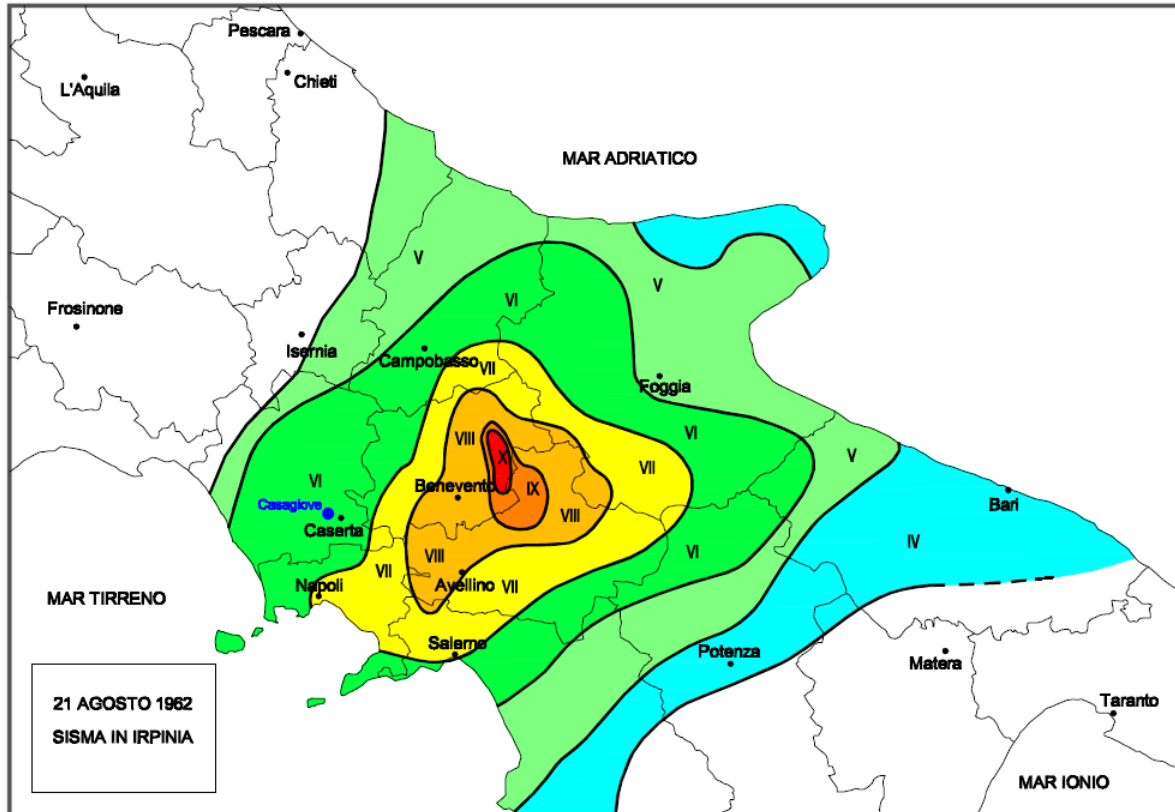 Pescara
L'Aquila
Chieti
MAR ADRIATICO
V
V
VI
Frosinone
Isernia
Campobasso
VII
Foggia
VIII
VI
X
V
VII
VI
Benevento
IX
Bari
Casagiove
Caserta
VIII
IV
VI
VIII
VII
Avellino
VII
Napoli
MAR TIRRENO
Salerno
Potenza
Matera
21 AGOSTO 1962
SISMA IN IRPINIA
Taranto
MAR IONIO